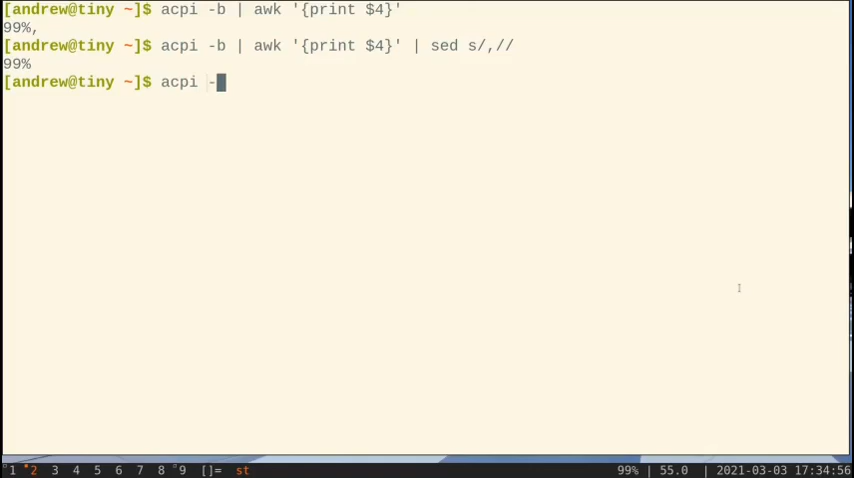 [andrew@tiny ~]$ acpi -b | awk '{print $4}'
99%,
[andrew@tiny ~]$ acpi -b | awk '{print $4}' | sed s/,//
99%
[andrew@tiny ~]$ acpi -
1 2 3 4 5 6 7 8 9 []= st 99% | 55.0 | 2021-03-03 17:34:56